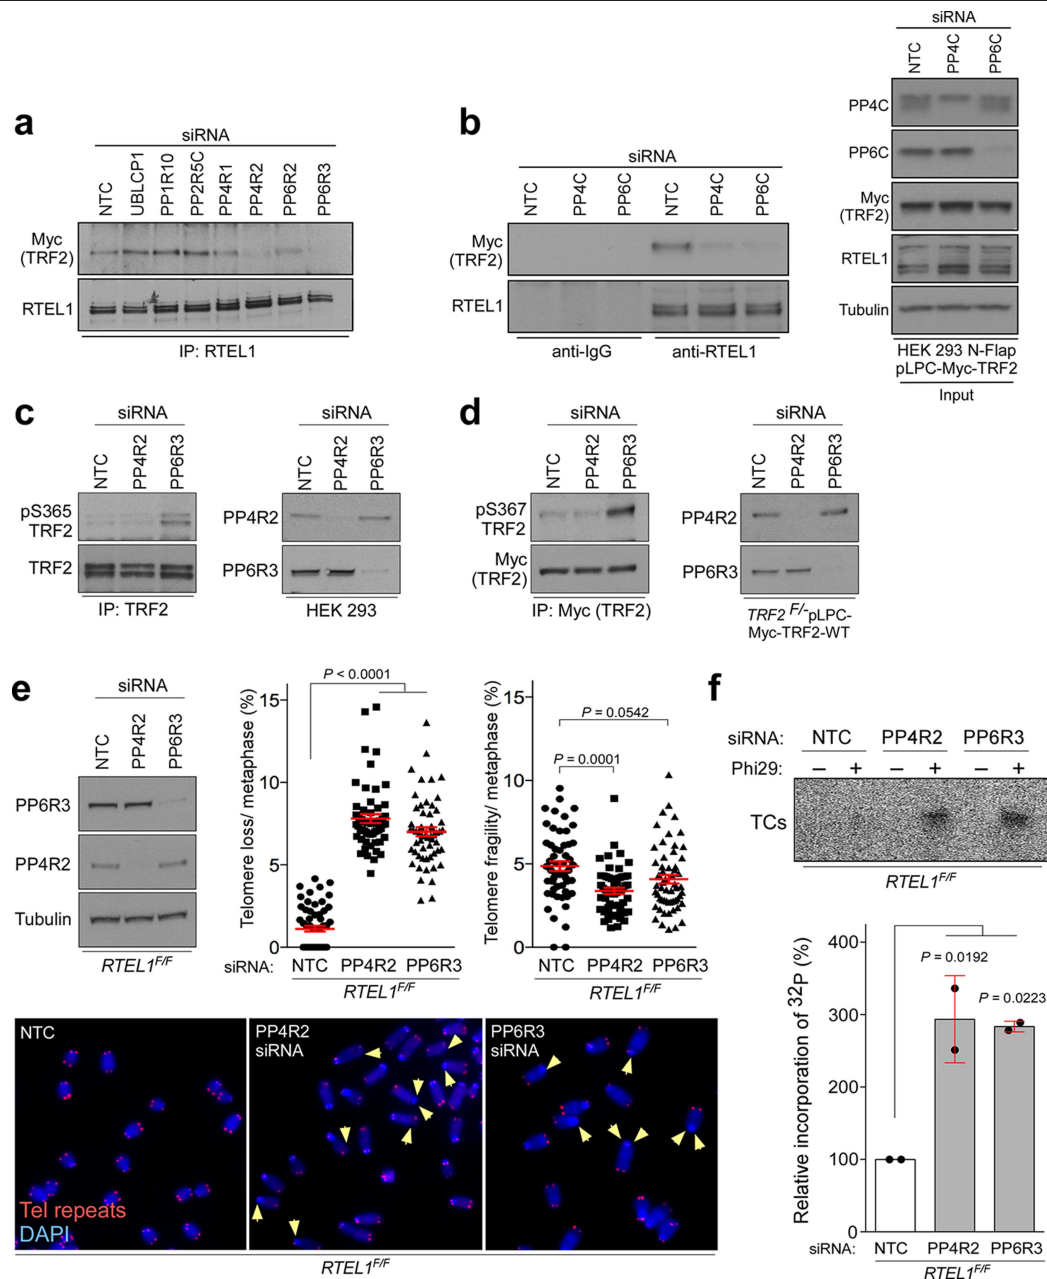 a
siRNA
NTC
UBLCP1
PP1R10
PP2R5C
PP4R1
PP4R2
PP6R2
PP6R3
Myc
(TRF2)
RTEL1
IP: RTEL1
b
siRNA
NTC
PP4C
PP6C
NTC
PP4C
PP6C
Myc
(TRF2)
RTEL1
anti-IgG
anti-RTEL1
siRNA
NTC
PP4C
PP6C
PP4C
PP6C
Myc
(TRF2)
RTEL1
Tubulin
HEK 293 N-Flap
pLPC-Myc-TRF2
Input
c
siRNA
NTC
PP4R2
PP6R3
pS365
TRF2
TRF2
IP: TRF2
siRNA
NTC
PP4R2
PP6R3
PP4R2
PP6R3
HEK 293
d
siRNA
NTC
PP4R2
PP6R3
pS367
TRF2
Myc
(TRF2)
IP: Myc (TRF2)
siRNA
NTC
PP4R2
PP6R3
PP4R2
PP6R3
TRF2 F/-pLPC-
Myc-TRF2-WT
e
siRNA
NTC
PP4R2
PP6R3
PP6R3
PP4R2
Tubulin
RTEL1F/F
Telomere loss/ metaphase (%)
P < 0.0001
15
10
5
0
siRNA:
NTC
PP4R2
PP6R3
RTEL1F/F
Telomere fragility/ metaphase (%)
P = 0.0542
P = 0.0001
15
10
5
0
NTC
PP4R2
PP6R3
RTEL1F/F
NTC
Tel repeats
DAPI
PP4R2
siRNA
PP6R3
siRNA
RTEL1F/F
f
siRNA: NTC PP4R2 PP6R3
Phi29: – + – + – +
TCs
RTEL1F/F
Relative incorporation of 32P (%)
400
300
200
100
0
P = 0.0192
P = 0.0223
siRNA: NTC PP4R2 PP6R3
RTEL1F/F